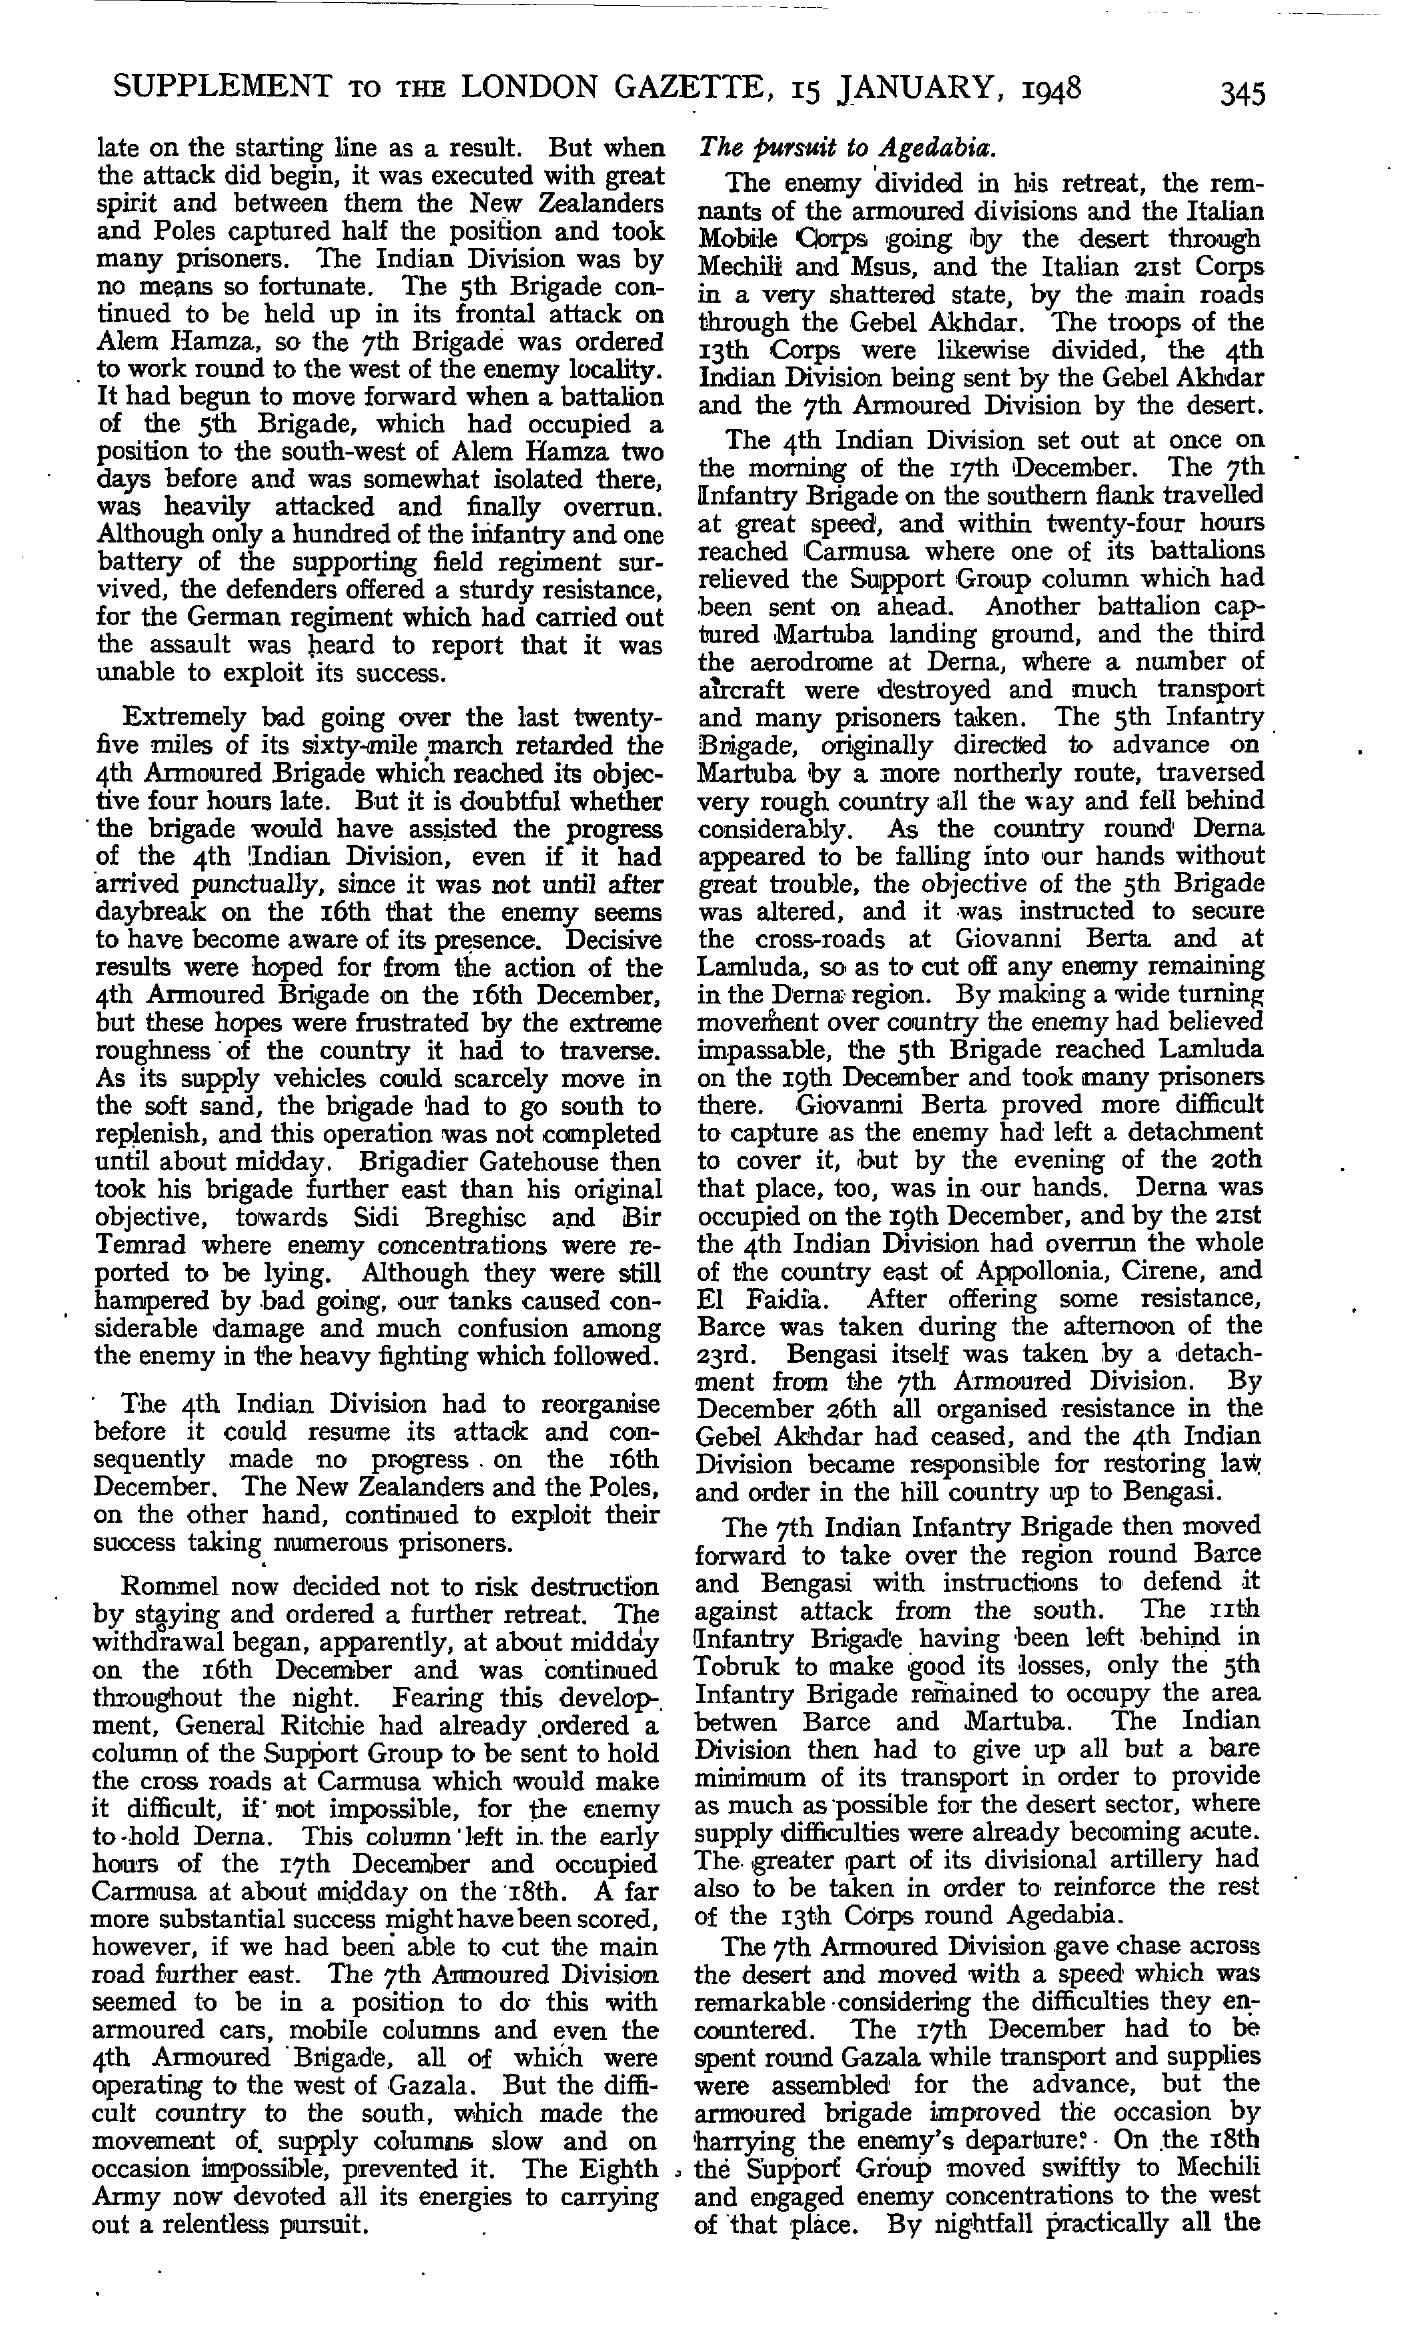 SUPPLEMENT TO THE LONDON GAZETTE, 15 JANUARY, 1948 345
late on the starting line as a result. But when
the attack did begin, it was executed with great
spirit and between them the New Zealanders
and Poles captured half the position and took
many prisoners. The Indian Division was by
no means so fortunate. The 5th Brigade con-
tinued to be held up in its frontal attack on
Alem Hamza, so the 7th Brigade was ordered
to work round to the west of the enemy locality.
It had begun to move forward when a battalion
of the 5th Brigade, which had occupied a
position to the south-west of Alem Hamza two
days before and was somewhat isolated there,
was heavily attacked and finally overrun.
Although only a hundred of the infantry and one
battery of the supporting field regiment sur-
vived, the defenders offered a sturdy resistance,
for the German regiment which had carried out
the assault was heard to report that it was
unable to exploit its success.
Extremely bad going over the last twenty-
five miles of its sixty-mile march retarded the
4th Armoured Brigade which reached its objec-
tive four hours late. But it is doubtful whether
the brigade would have assisted the progress
of the 4th Indian Division, even if it had
arrived punctually, since it was not until after
daybreak on the 16th that the enemy seems
to have become aware of its presence. Decisive
results were hoped for from the action of the
4th Armoured Brigade on the 16th December,
but these hopes were frustrated by the extreme
roughness of the country it had to traverse.
As its supply vehicles could scarcely move in
the soft sand, the brigade had to go south to
replenish, and this operation was not completed
until about midday. Brigadier Gatehouse then
took his brigade further east than his original
objective, towards Sidi Breghisc and Bir
Temrad where enemy concentrations were re-
ported to be lying. Although they were still
hampered by bad going, our tanks caused con-
siderable damage and much confusion among
the enemy in the heavy fighting which followed.
The 4th Indian Division had to reorganise
before it could resume its attack and con-
sequently made no progress on the 16th
December. The New Zealanders and the Poles,
on the other hand, continued to exploit their
success taking numerous prisoners.
Rommel now decided not to risk destruction
by staying and ordered a further retreat. The
withdrawal began, apparently, at about midday
on the 16th December and was continued
throughout the night. Fearing this develop-
ment, General Ritchie had already ordered a
column of the Support Group to be sent to hold
the cross roads at Carmusa which would make
it difficult, if not impossible, for the enemy
to hold Derna. This column left in the early
hours of the 17th December and occupied
Carmusa at about midday on the 18th. A far
more substantial success might have been scored,
however, if we had been able to cut the main
road further east. The 7th Armoured Division
seemed to be in a position to do this with
armoured cars, mobile columns and even the
4th Armoured Brigade, all of which were
operating to the west of Gazala. But the diffi-
cult country to the south, which made the
movement of supply columns slow and on
occasion impossible, prevented it. The Eighth
Army now devoted all its energies to carrying
out a relentless pursuit.
The pursuit to Agedabia.
The enemy divided in his retreat, the rem-
nants of the armoured divisions and the Italian
Mobile Corps going by the desert through
Mechili and Msus, and the Italian 21st Corps
in a very shattered state, by the main roads
through the Gebel Akhdar. The troops of the
13th Corps were likewise divided, the 4th
Indian Division being sent by the Gebel Akhdar
and the 7th Armoured Division by the desert.
The 4th Indian Division set out at once on
the morning of the 17th December. The 7th
Infantry Brigade on the southern flank travelled
at great speed, and within twenty-four hours
reached Carmusa where one of its battalions
relieved the Support Group column which had
been sent on ahead. Another battalion cap-
tured Martuba landing ground, and the third
the aerodrome at Derna, where a number of
aircraft were destroyed and much transport
and many prisoners taken. The 5th Infantry
Brigade, originally directed to advance on
Martuba by a more northerly route, traversed
very rough country all the way and fell behind
considerably. As the country round Derna
appeared to be falling into our hands without
great trouble, the objective of the 5th Brigade
was altered, and it was instructed to secure
the cross-roads at Giovanni Berta and at
Lamluda, so as to cut off any enemy remaining
in the Derna region. By making a wide turning
movement over country the enemy had believed
impassable, the 5th Brigade reached Lamluda
on the 19th December and took many prisoners
there. Giovanni Berta proved more difficult
to capture as the enemy had left a detachment
to cover it, but by the evening of the 20th
that place, too, was in our hands. Derna was
occupied on the 19th December, and by the 21st
the 4th Indian Division had overrun the whole
of the country east of Appollonia, Cirene, and
El Faidia. After offering some resistance,
Barce was taken during the afternoon of the
23rd. Bengasi itself was taken by a detach-
ment from the 7th Armoured Division. By
December 26th all organised resistance in the
Gebel Akhdar had ceased, and the 4th Indian
Division became responsible for restoring law
and order in the hill country up to Bengasi.
The 7th Indian Infantry Brigade then moved
forward to take over the region round Barce
and Bengasi with instructions to defend it
against attack from the south. The 11th
Infantry Brigade having been left behind in
Tobruk to make good its losses, only the 5th
Infantry Brigade remained to occupy the area
betwen Barce and Martuba. The Indian
Division then had to give up all but a bare
minimum of its transport in order to provide
as much as possible for the desert sector, where
supply difficulties were already becoming acute.
The greater part of its divisional artillery had
also to be taken in order to reinforce the rest
of the 13th Corps round Agedabia.
The 7th Armoured Division gave chase across
the desert and moved with a speed which was
remarkable considering the difficulties they en-
countered. The 17th December had to be
spent round Gazala while transport and supplies
were assembled for the advance, but the
armoured brigade improved the occasion by
harrying the enemy's departure. On the 18th
the Support Group moved swiftly to Mechili
and engaged enemy concentrations to the west
of that place. By nightfall practically all the